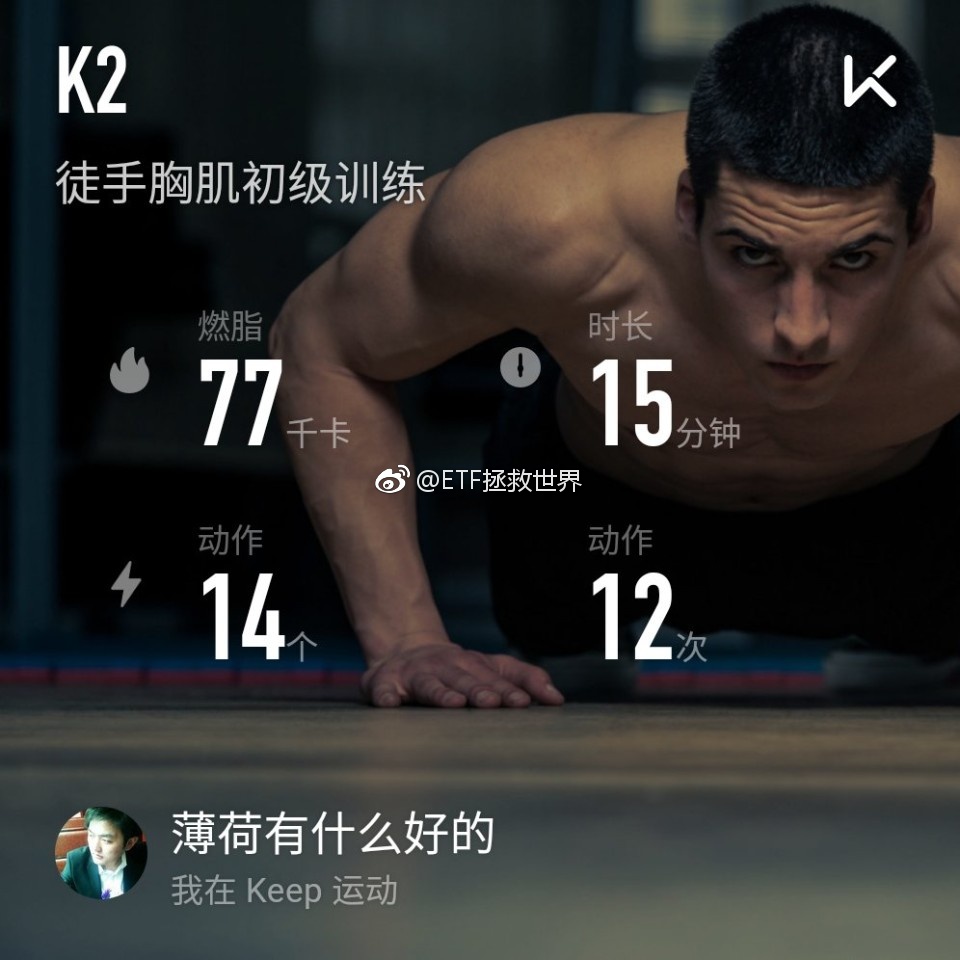 K2
徒手胸肌初级训练
燃脂
77千卡
时长
15分钟
@ETF拯救世界
动作
14个
动作
12次
薄荷有什么好的
我在 Keep 运动